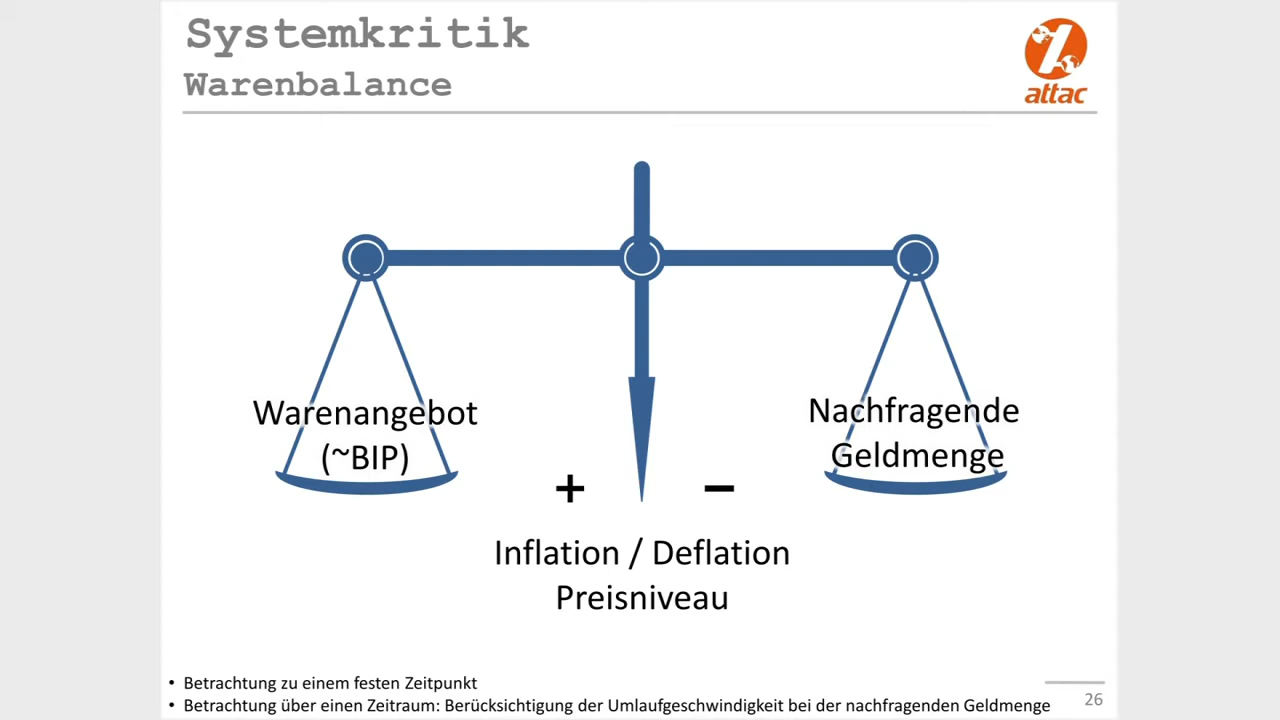 Systemkritik
Warenbalance
attac
Warenangebot
(~BIP)
Nachfragende
Geldmenge
+ −
Inflation / Deflation
Preisniveau
• Betrachtung zu einem festen Zeitpunkt
• Betrachtung über einen Zeitraum: Berücksichtigung der Umlaufgeschwindigkeit bei der nachfragenden Geldmenge
26